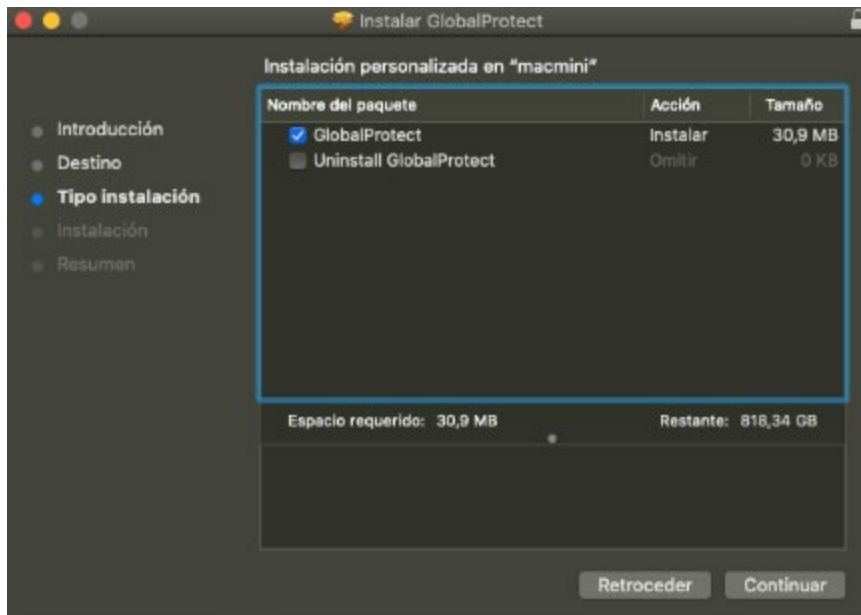 Instalar GlobalProtect
Instalación personalizada en "macmini"
Nombre del paquete Acción Tamaño
GlobalProtect Instalar 30,9 MB
Uninstall GlobalProtect Omitir 0 KB
Introducción
Destino
Tipo instalación
Instalación
Resumen
Espacio requerido: 30,9 MB Restante: 818,34 GB
Retroceder Continuar